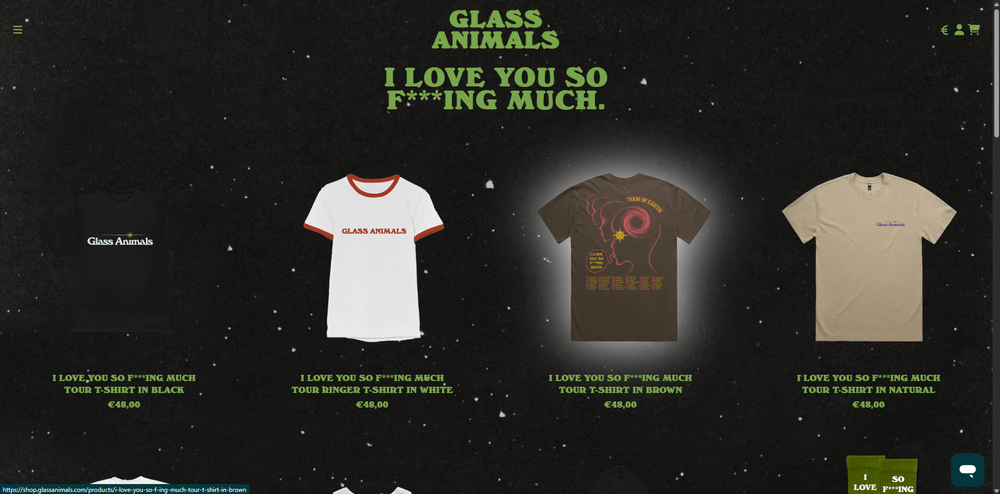 GLASS
ANIMALS
€
I LOVE YOU SO
F***ING MUCH.
Glass Animals
GLASS ANIMALS
TOUR OF EARTH
I LOVE
YOU SO
F***ING
MUCH.
Glass Animals
I LOVE YOU SO F***ING MUCH
TOUR T-SHIRT IN BLACK
€48,00
I LOVE YOU SO F***ING MUCH
TOUR RINGER T-SHIRT IN WHITE
€48,00
I LOVE YOU SO F***ING MUCH
TOUR T-SHIRT IN BROWN
€48,00
I LOVE YOU SO F***ING MUCH
TOUR T-SHIRT IN NATURAL
€48,00
I
LOVE
SO
F***ING
https://shop.glassanimals.com/products/i-love-you-so-f-ing-much-tour-t-shirt-in-brown